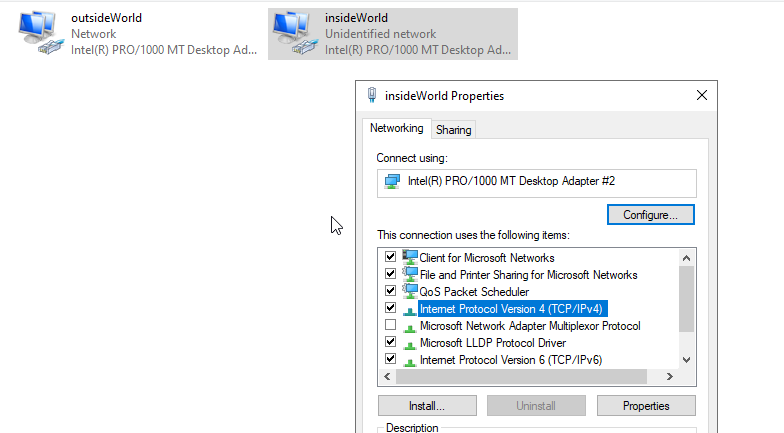 outsideWorld
Network
Intel(R) PRO/1000 MT Desktop Ad...
insideWorld
Unidentified network
Intel(R) PRO/1000 MT Desktop Ad...
insideWorld Properties
Networking
Sharing
Connect using:
Intel(R) PRO/1000 MT Desktop Adapter #2
Configure...
This connection uses the following items:
Client for Microsoft Networks
File and Printer Sharing for Microsoft Networks
QoS Packet Scheduler
Internet Protocol Version 4 (TCP/IPv4)
Microsoft Network Adapter Multiplexor Protocol
Microsoft LLDP Protocol Driver
Internet Protocol Version 6 (TCP/IPv6)
Install...
Uninstall
Properties
Description